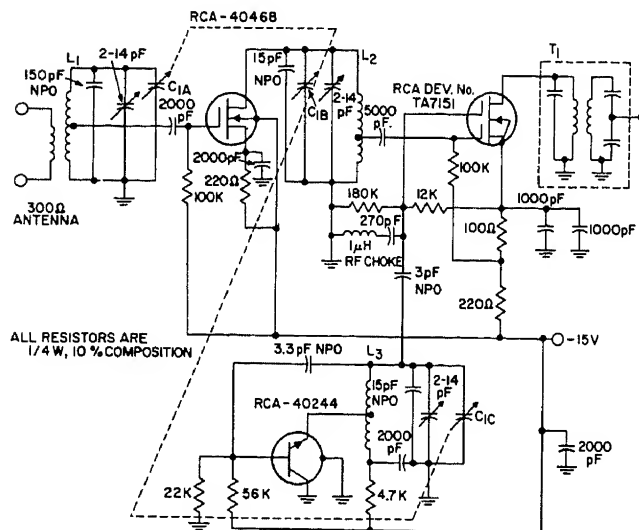 RCA-40468
L1
2-14pF
150pF
NPO
C1A
2000
pF
300Ω
ANTENNA
100K
2000pF
220Ω
15pF
NPO
C1B
L2
2-14
pF
5000
pF
RCA DEV. No.
TA7151
T1
100K
180K
12K
270pF
1μH
RF CHOKE
3pF
NPO
100Ω
1000pF
1000pF
220Ω
-15V
ALL RESISTORS ARE
1/4 W, 10 % COMPOSITION
3.3pF NPO
L3
15pF
NPO
2-14
pF
C1C
RCA-40244
2000
pF
22K
56K
4.7K
2000
pF